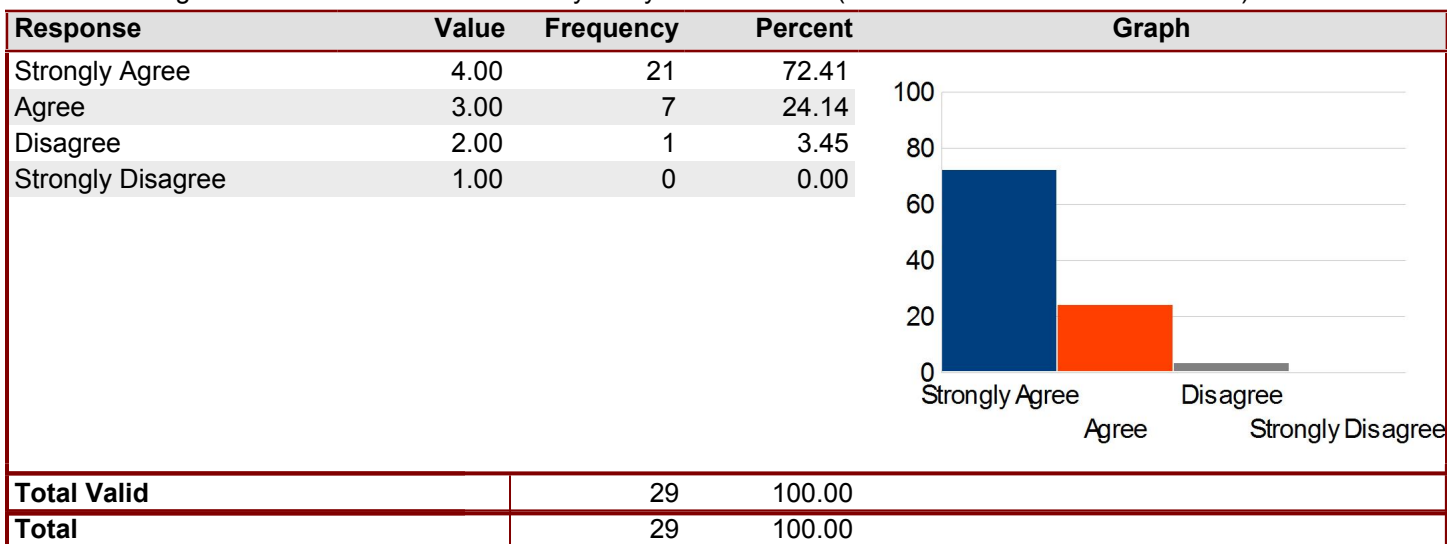 Response Value Frequency Percent Graph
Strongly Agree 4.00 21 72.41
Agree 3.00 7 24.14
Disagree 2.00 1 3.45
Strongly Disagree 1.00 0 0.00
100
80
60
40
20
0
Strongly Agree Disagree
Agree Strongly Disagree
Total Valid 29 100.00
Total 29 100.00